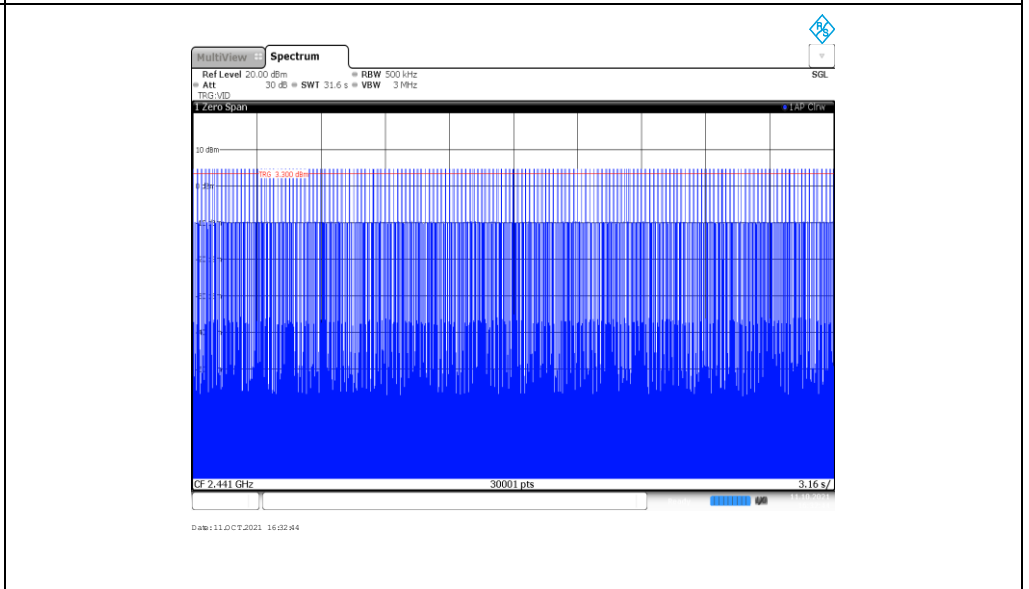 R&S
MultiView Spectrum
Ref Level 20.00 dBm RBW 500 kHz SGL
Att 30 dB SWT 31.6 s VBW 3 MHz
TRG:VID
1 Zero Span 1AP Clrw
10 dBm
TRG 3.300 dBm
0 dBm
CF 2.441 GHz 30001 pts 3.16 s/
Date: 11.OCT.2021 16:32:44